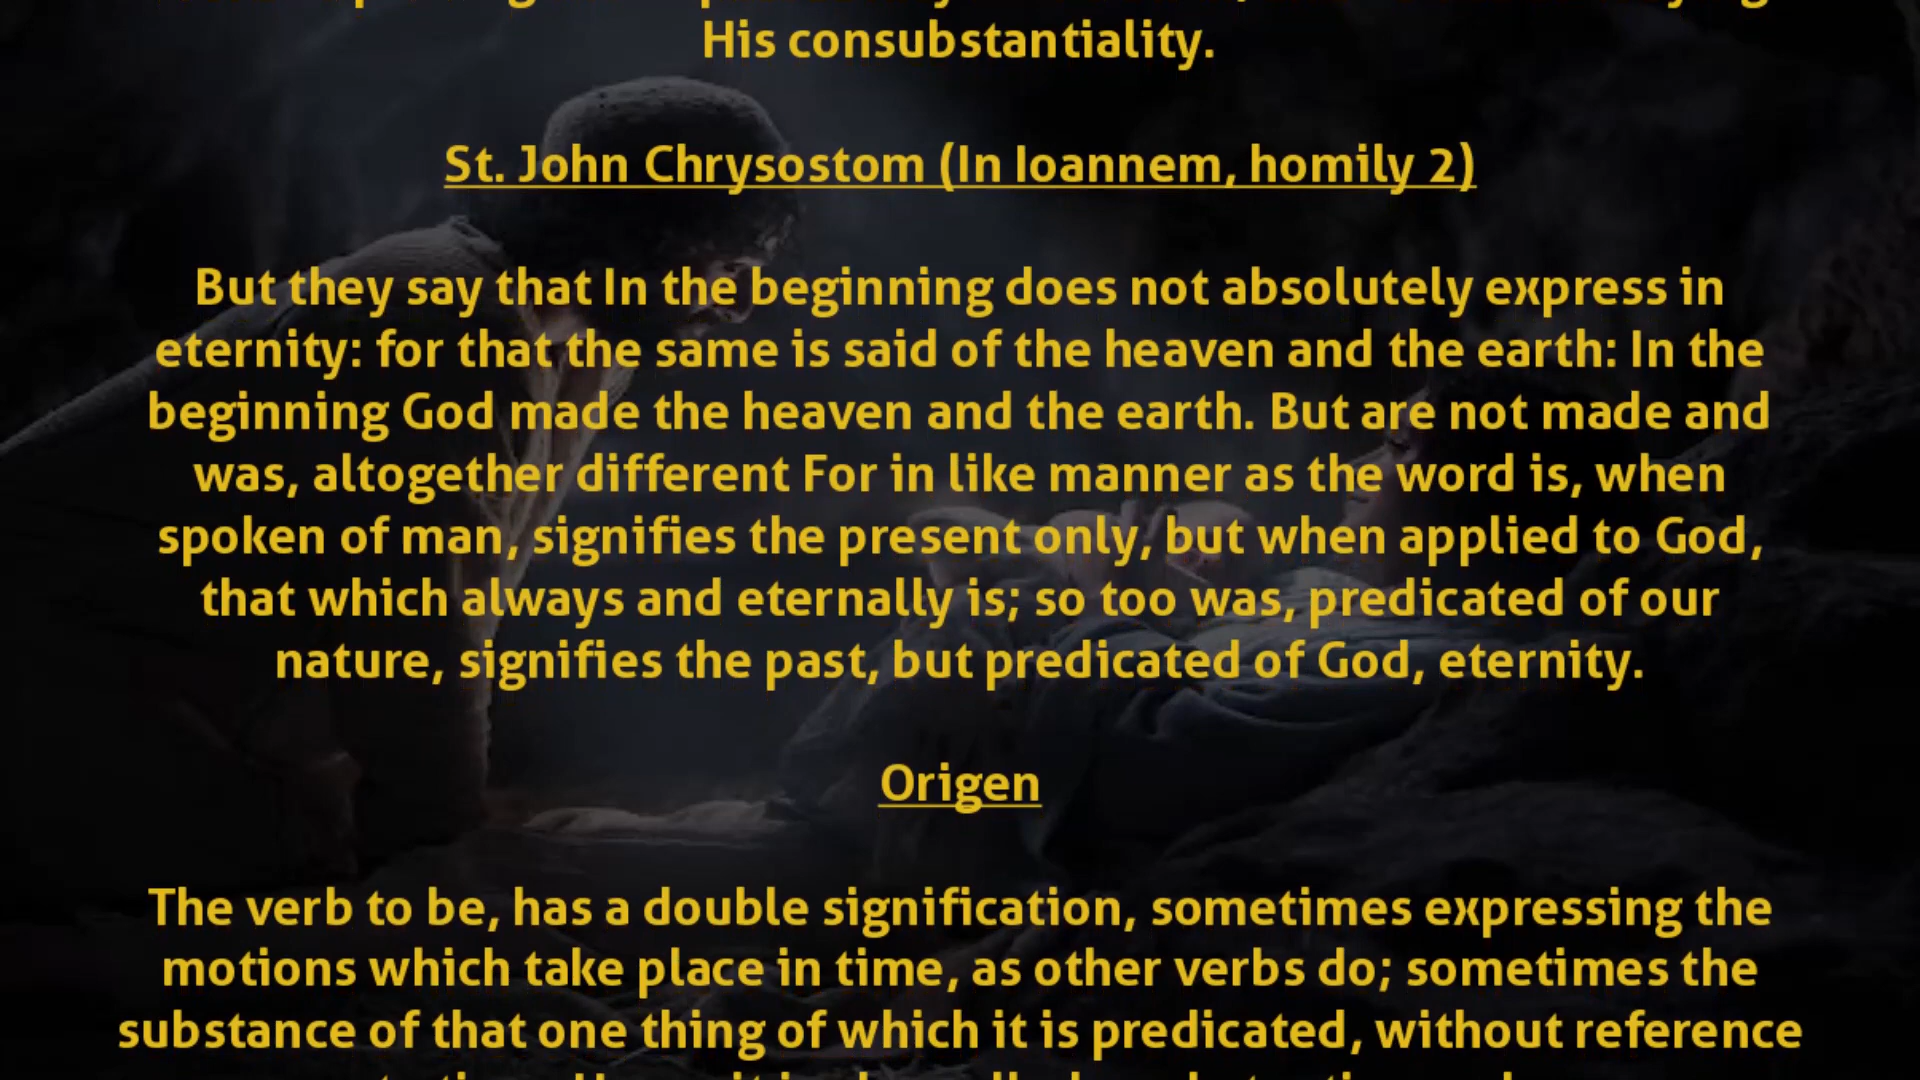 His consubstantiality.
St. John Chrysostom (In Ioannem, homily 2)
But they say that In the beginning does not absolutely express in
eternity: for that the same is said of the heaven and the earth: In the
beginning God made the heaven and the earth. But are not made and
was, altogether different For in like manner as the word is, when
spoken of man, signifies the present only, but when applied to God,
that which always and eternally is; so too was, predicated of our
nature, signifies the past, but predicated of God, eternity.
Origen
The verb to be, has a double signification, sometimes expressing the
motions which take place in time, as other verbs do; sometimes the
substance of that one thing of which it is predicated, without reference